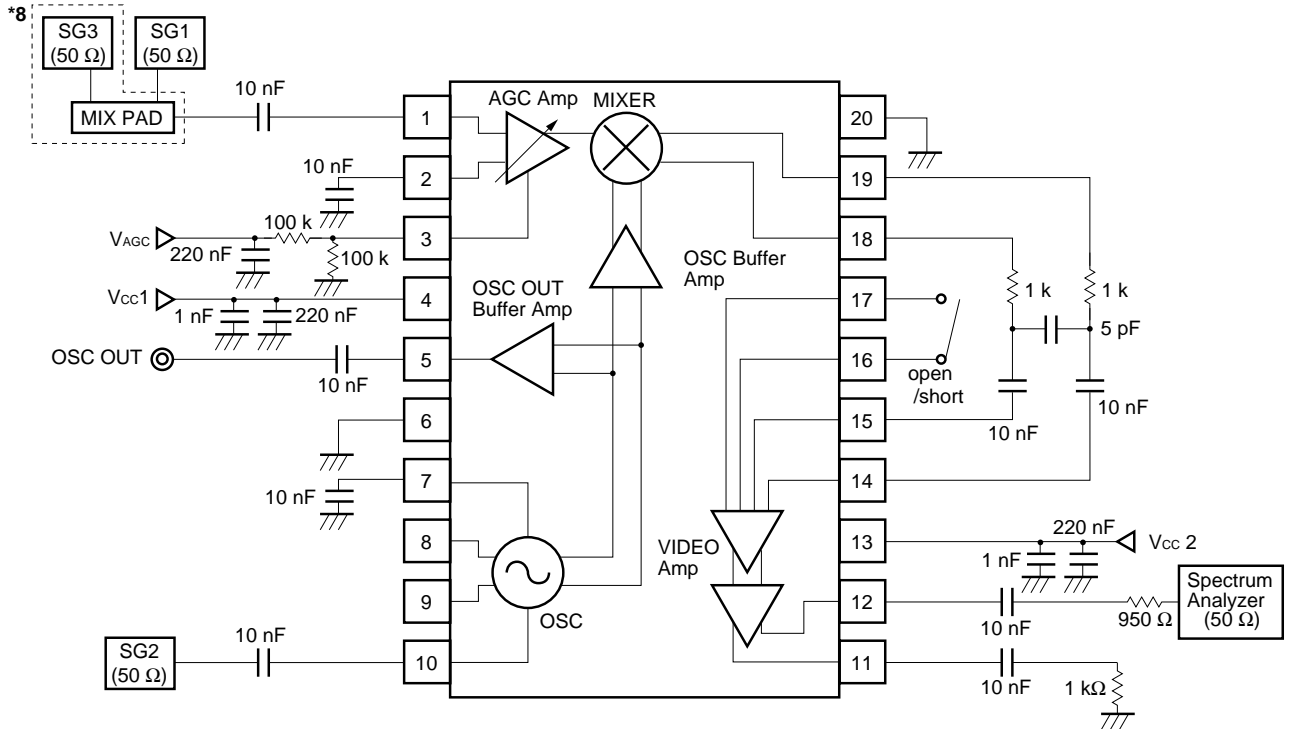 *8
SG3
(50 Ω)
SG1
(50 Ω)
MIX PAD
10 nF
1
AGC Amp
MIXER
20
10 nF
2
19
VAGC
220 nF
100 k
100 k
3
18
OSC Buffer
Amp
1 k
1 k
5 pF
VCC1
1 nF
220 nF
4
OSC OUT
Buffer Amp
17
OSC OUT
10 nF
5
16
open
/short
10 nF
10 nF
6
15
10 nF
7
14
8
VIDEO
Amp
13
1 nF
220 nF
VCC 2
9
OSC
12
10 nF
950 Ω
Spectrum
Analyzer
(50 Ω)
SG2
(50 Ω)
10 nF
10
11
10 nF
1 kΩ